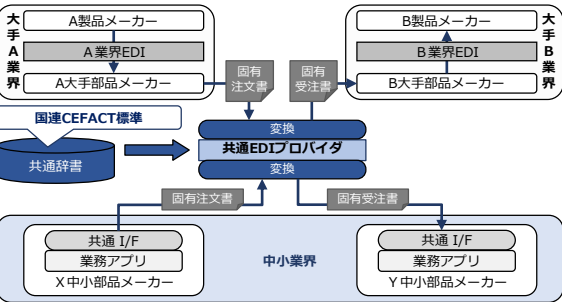 大手A業界
A製品メーカー
A業界EDI
A大手部品メーカー
固有
注文書
固有
受注書
B製品メーカー
B業界EDI
B大手部品メーカー
大手B業界
国連CEFACT標準
共通辞書
変換
共通EDIプロバイダ
変換
固有注文書
固有受注書
共通 I/F
業務アプリ
X中小部品メーカー
中小業界
共通 I/F
業務アプリ
Y中小部品メーカー